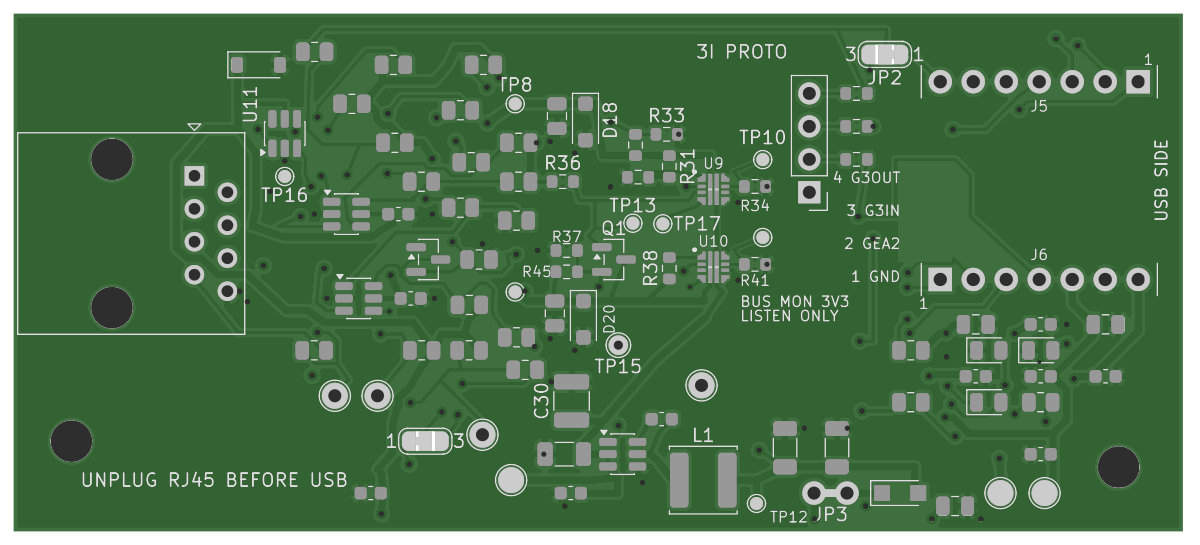 3I PROTO
3
1
JP2
1
J5
TP8
U11
D18
R33
TP10
USB SIDE
R36
R31
U9
TP16
4 G3OUT
TP13
TP17
R34
3 G3IN
Q1
R37
U10
2 GEA2
J6
R45
R38
R41
1 GND
BUS MON 3V3
LISTEN ONLY
1
D20
TP15
C30
1
3
L1
UNPLUG RJ45 BEFORE USB
TP12
JP3